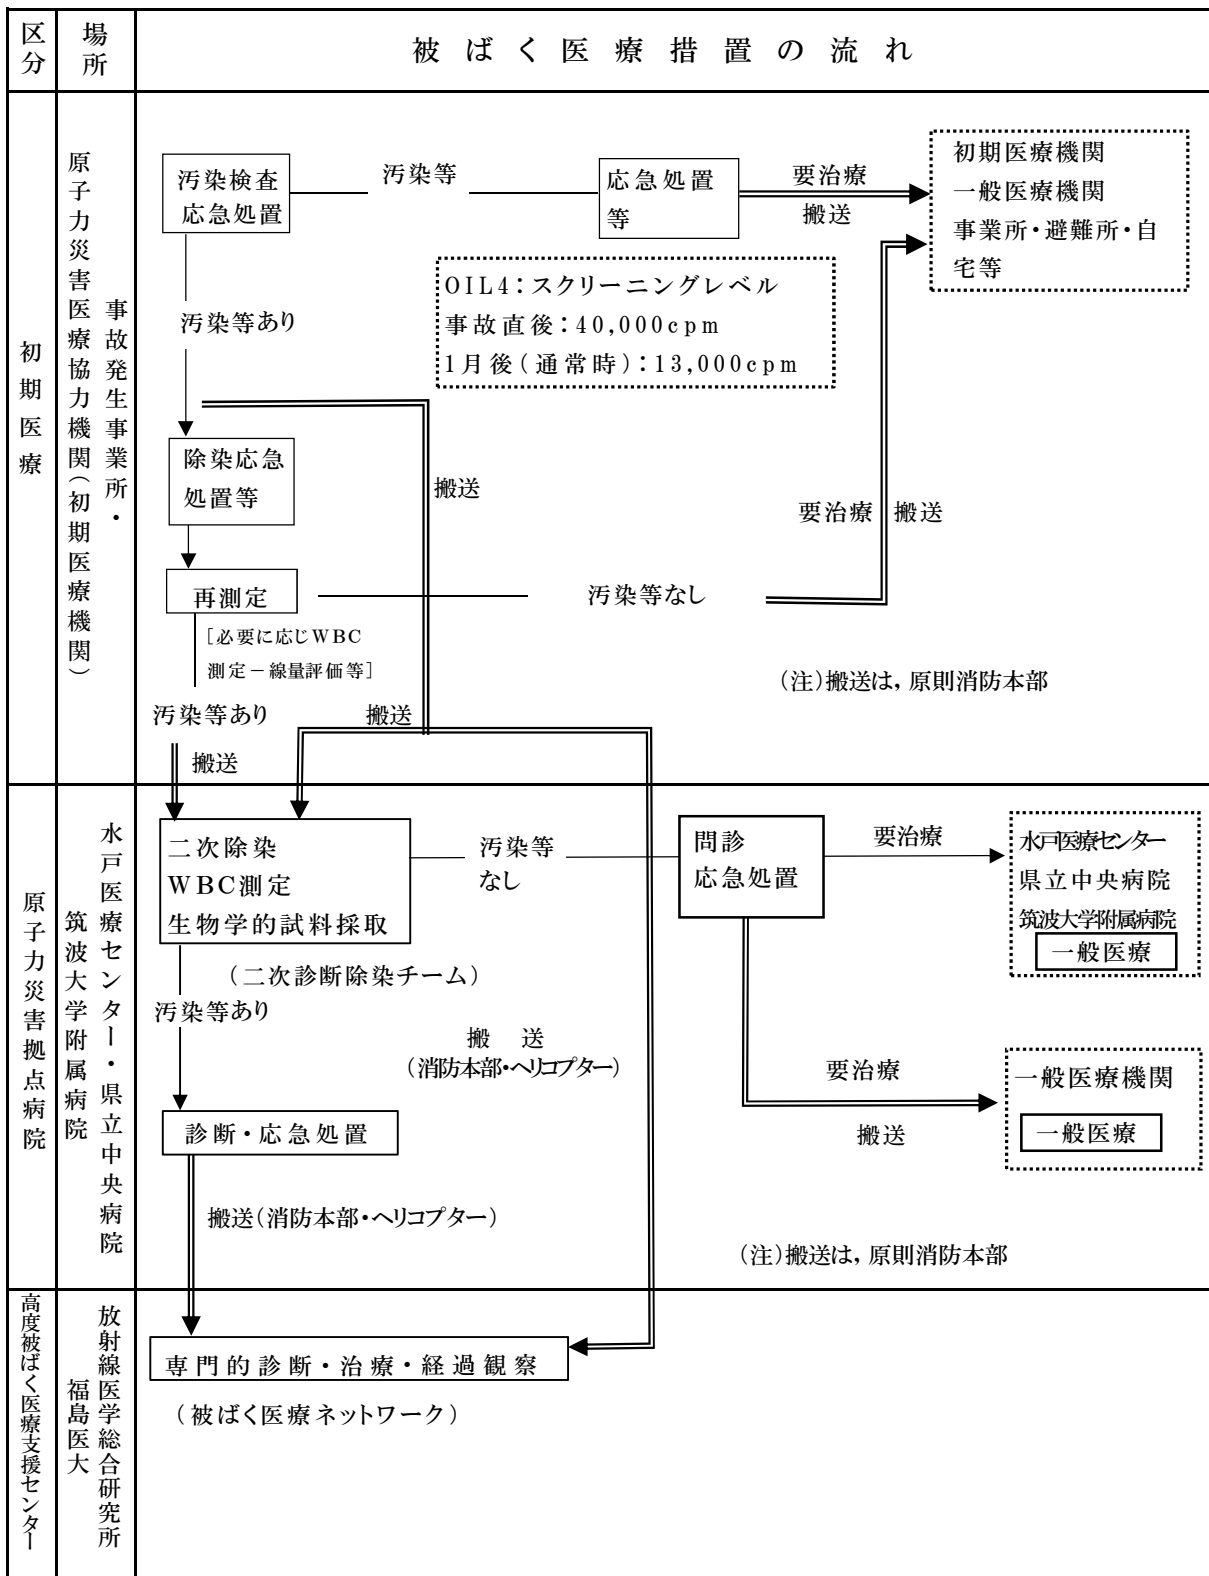 区分
場所
被ばく医療措置の流れ
初期医療
事故発生事業所・
原子力災害医療協力機関（初期医療機関）
汚染検査
応急処置
汚染等
応急処置
等
要治療
搬送
初期医療機関
一般医療機関
事業所・避難所・自
宅等
OIL4：スクリーニングレベル
事故直後：40,000cpm
1月後（通常時）：13,000cpm
汚染等あり
除染応急
処置等
搬送
要治療
搬送
再測定
汚染等なし
［必要に応じWBC
測定－線量評価等］
（注）搬送は，原則消防本部
汚染等あり
搬送
搬送
原子力災害拠点病院
水戸医療センター・県立中央病院
筑波大学附属病院
二次除染
WBC測定
生物学的試料採取
（二次診断除染チーム）
汚染等
なし
問診
応急処置
要治療
水戸医療センター
県立中央病院
筑波大学附属病院
一般医療
汚染等あり
搬　送
（消防本部・ヘリコプター）
要治療
搬送
一般医療機関
一般医療
診断・応急処置
搬送（消防本部・ヘリコプター）
（注）搬送は，原則消防本部
高度被ばく医療支援センター
放射線医学総合研究所
福島医大
専門的診断・治療・経過観察
（被ばく医療ネットワーク）